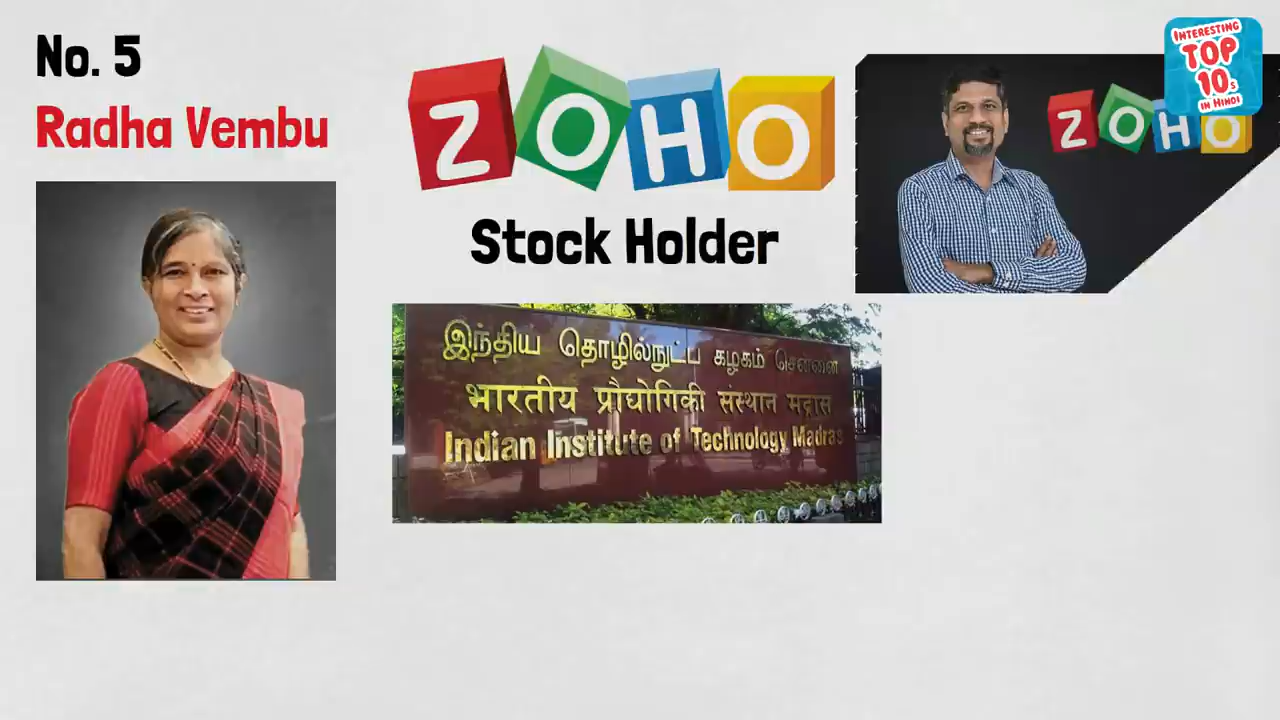 No. 5
Radha Vembu
ZOHO
Stock Holder
ZOHO
INTERESTING
TOP
10s
IN HINDI
இந்திய தொழில்நுட்ப கழகம் சென்னை
भारतीय प्रौद्योगिकी संस्थान मद्रास
Indian Institute of Technology Madras